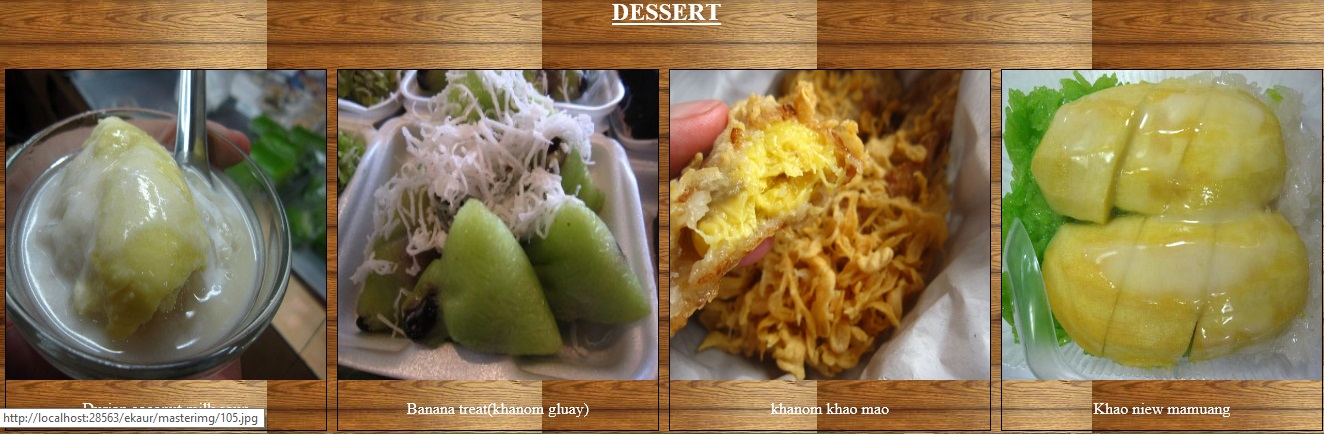 DESSERT
Banana treat(khanom gluay)
khanom khao mao
Khao niew mamuang
http://localhost:28563/ekaur/masterimg/105.jpg